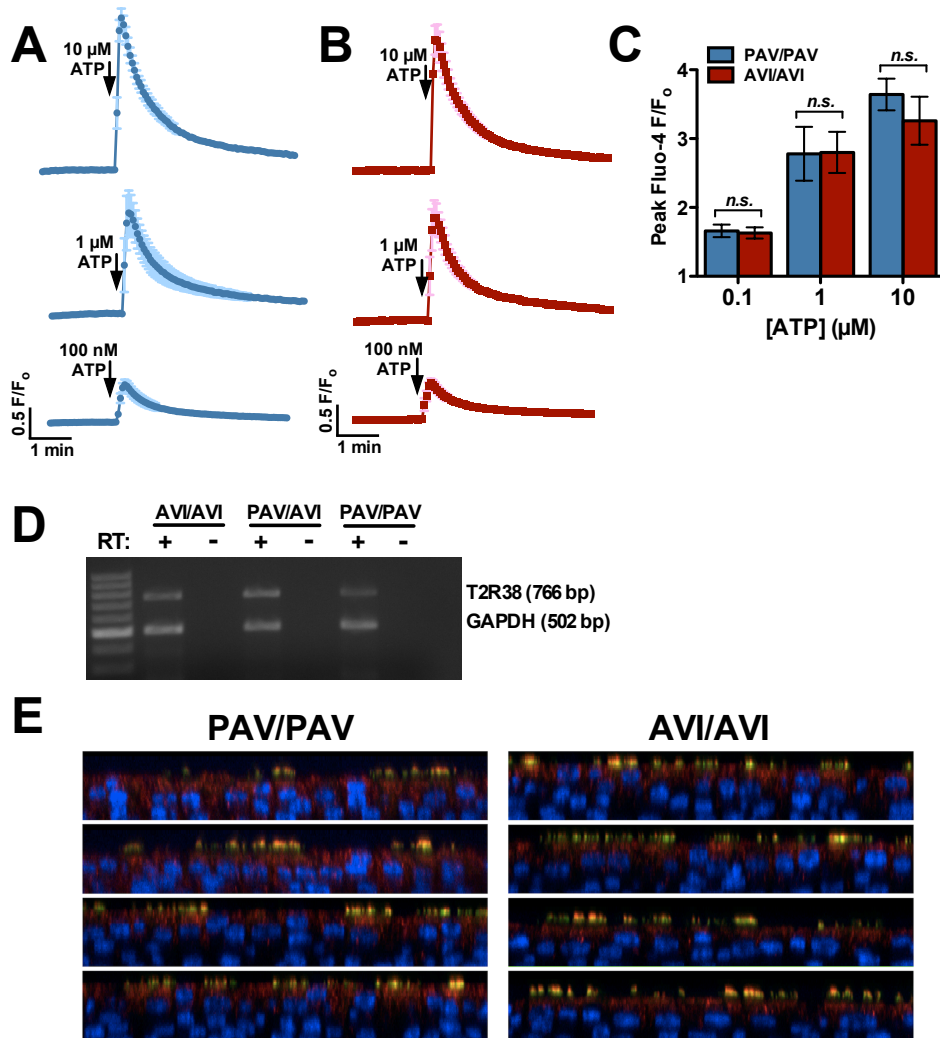 A
10 µM
ATP
1 µM
ATP
100 nM
ATP
0.5 F/Fo
1 min
B
10 µM
ATP
1 µM
ATP
100 nM
ATP
0.5 F/Fo
1 min
C
PAV/PAV
AVI/AVI
n.s.
n.s.
n.s.
Peak Fluo-4 F/Fo
4
3
2
1
0.1 1 10
[ATP] (µM)
D
AVI/AVI PAV/AVI PAV/PAV
RT: + - + - + -
T2R38 (766 bp)
GAPDH (502 bp)
E
PAV/PAV AVI/AVI